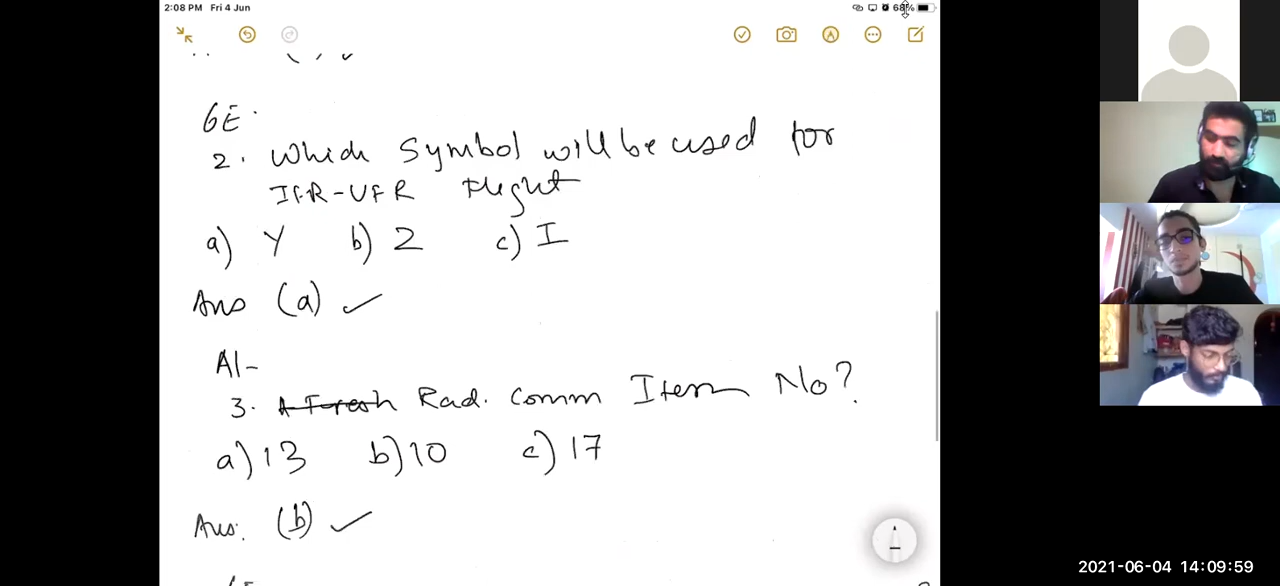 2:08 PM Fri 4 Jun 68%
6E.
2. Which Symbol will be used for
IFR-VFR Flight
a) Y b) Z c) I
Ans (a) ✓
AI-
3. A Fresh Rad. Comm Item No?
a) 13 b) 10 c) 17
Ans. (b) ✓
2021-06-04 14:09:59